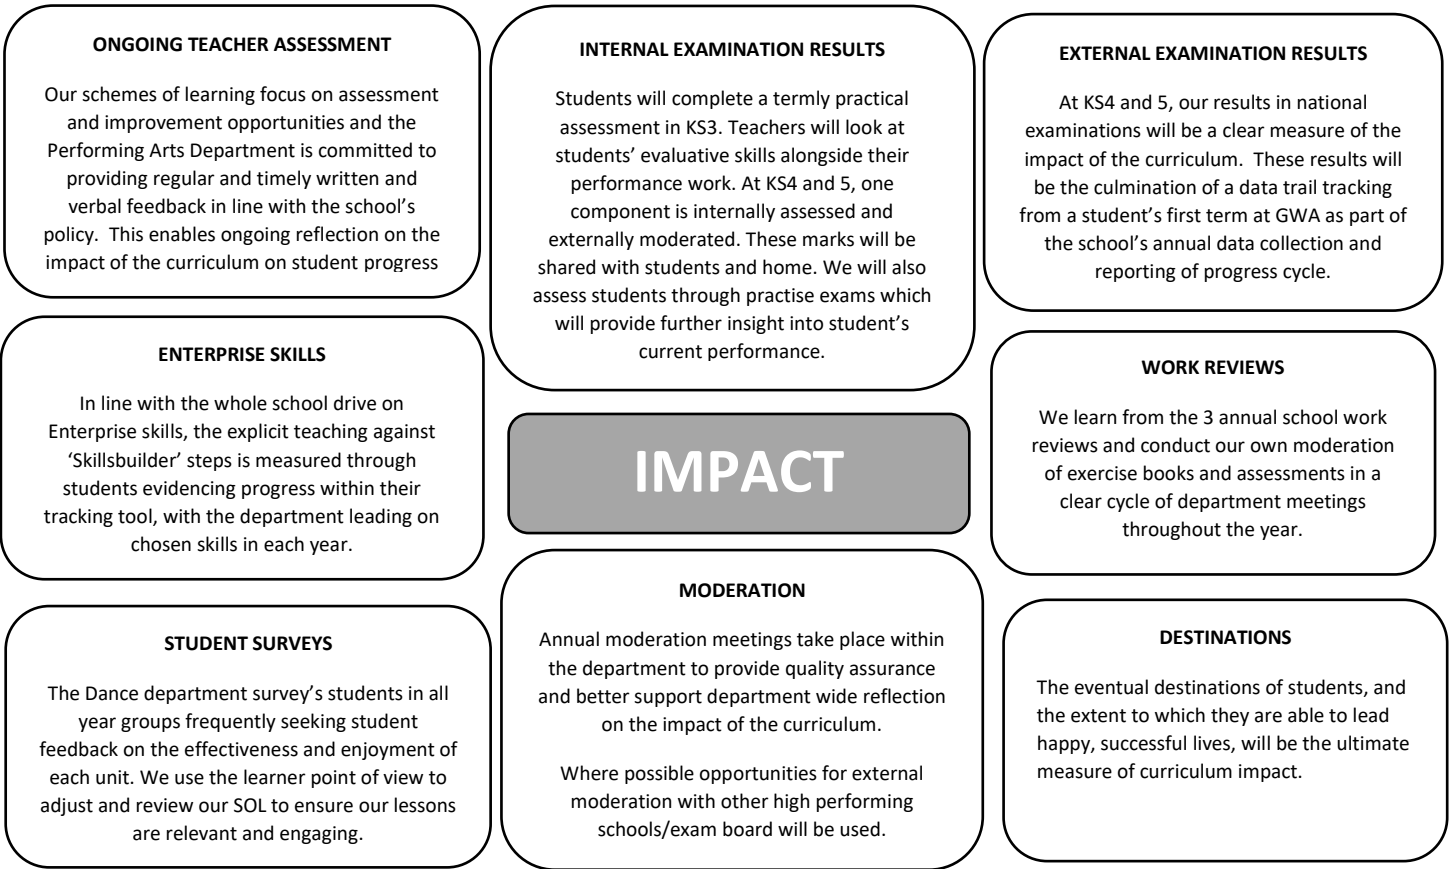 ONGOING TEACHER ASSESSMENT
Our schemes of learning focus on assessment
and improvement opportunities and the
Performing Arts Department is committed to
providing regular and timely written and
verbal feedback in line with the school’s
policy.  This enables ongoing reflection on the
impact of the curriculum on student progress
INTERNAL EXAMINATION RESULTS
Students will complete a termly practical
assessment in KS3. Teachers will look at
students’ evaluative skills alongside their
performance work. At KS4 and 5, one
component is internally assessed and
externally moderated. These marks will be
shared with students and home. We will also
assess students through practise exams which
will provide further insight into student’s
current performance.
EXTERNAL EXAMINATION RESULTS
At KS4 and 5, our results in national
examinations will be a clear measure of the
impact of the curriculum.  These results will
be the culmination of a data trail tracking
from a student’s first term at GWA as part of
the school’s annual data collection and
reporting of progress cycle.
ENTERPRISE SKILLS
In line with the whole school drive on
Enterprise skills, the explicit teaching against
‘Skillsbuilder’ steps is measured through
students evidencing progress within their
tracking tool, with the department leading on
chosen skills in each year.
IMPACT
WORK REVIEWS
We learn from the 3 annual school work
reviews and conduct our own moderation
of exercise books and assessments in a
clear cycle of department meetings
throughout the year.
STUDENT SURVEYS
The Dance department survey’s students in all
year groups frequently seeking student
feedback on the effectiveness and enjoyment of
each unit. We use the learner point of view to
adjust and review our SOL to ensure our lessons
are relevant and engaging.
MODERATION
Annual moderation meetings take place within
the department to provide quality assurance
and better support department wide reflection
on the impact of the curriculum.
Where possible opportunities for external
moderation with other high performing
schools/exam board will be used.
DESTINATIONS
The eventual destinations of students, and
the extent to which they are able to lead
happy, successful lives, will be the ultimate
measure of curriculum impact.